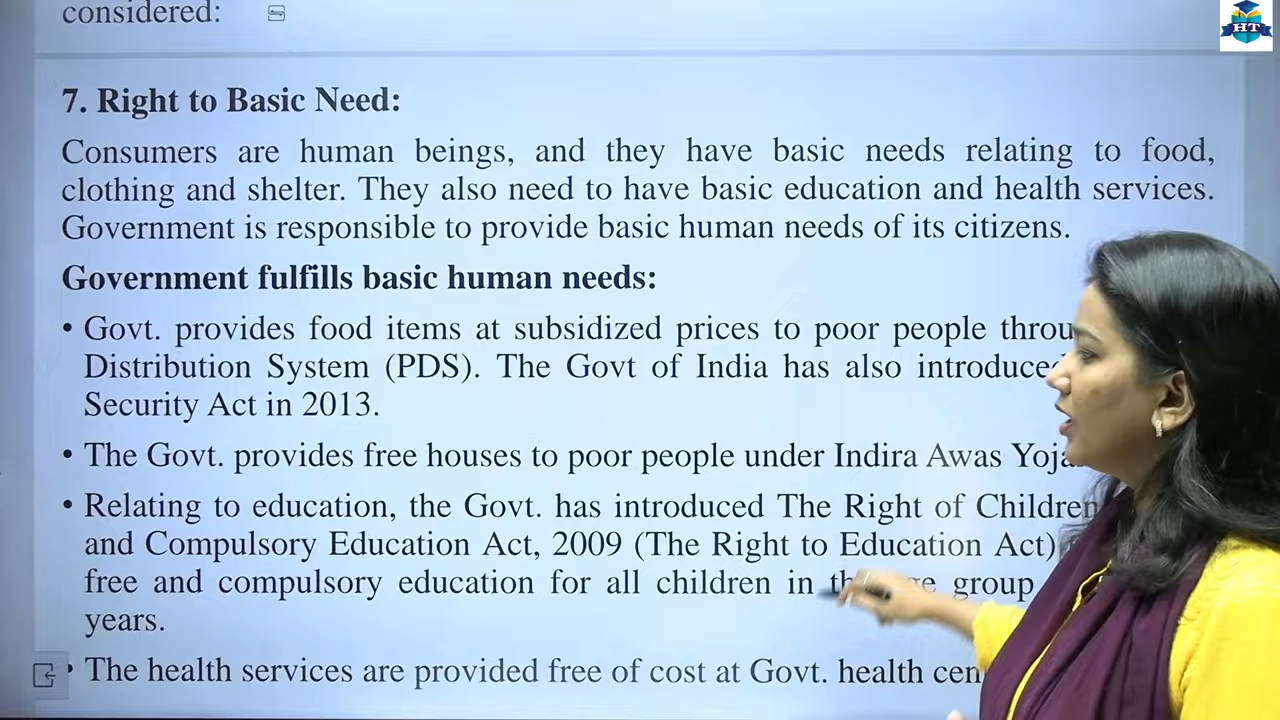 considered:
HT
7. Right to Basic Need:
Consumers are human beings, and they have basic needs relating to food,
clothing and shelter. They also need to have basic education and health services.
Government is responsible to provide basic human needs of its citizens.
Government fulfills basic human needs:
• Govt. provides food items at subsidized prices to poor people
Distribution System (PDS). The Govt of India has also introduced
Security Act in 2013.
• The Govt. provides free houses to poor people under Indira Awas
• Relating to education, the Govt. has introduced The Right of Children
and Compulsory Education Act, 2009 (The Right to Education Act)
free and compulsory education for all children in group
years.
• The health services are provided free of cost at Govt. health